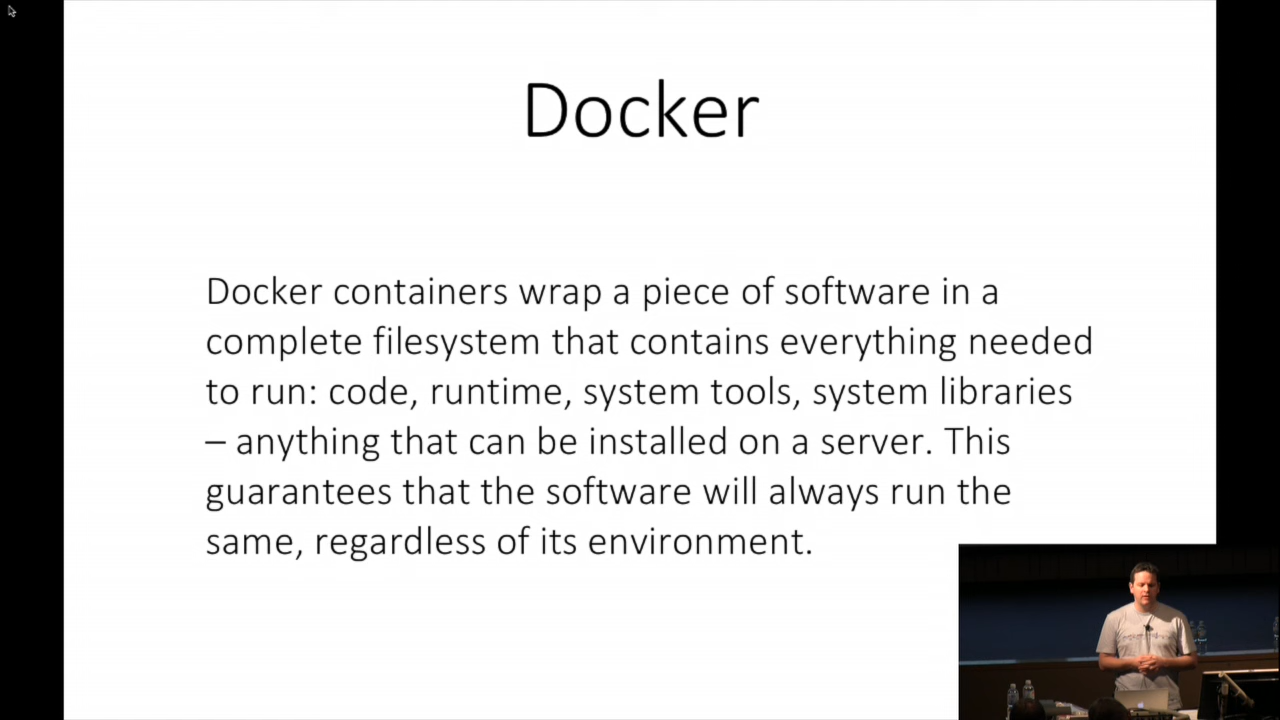 Docker
Docker containers wrap a piece of software in a
complete filesystem that contains everything needed
to run: code, runtime, system tools, system libraries
– anything that can be installed on a server. This
guarantees that the software will always run the
same, regardless of its environment.